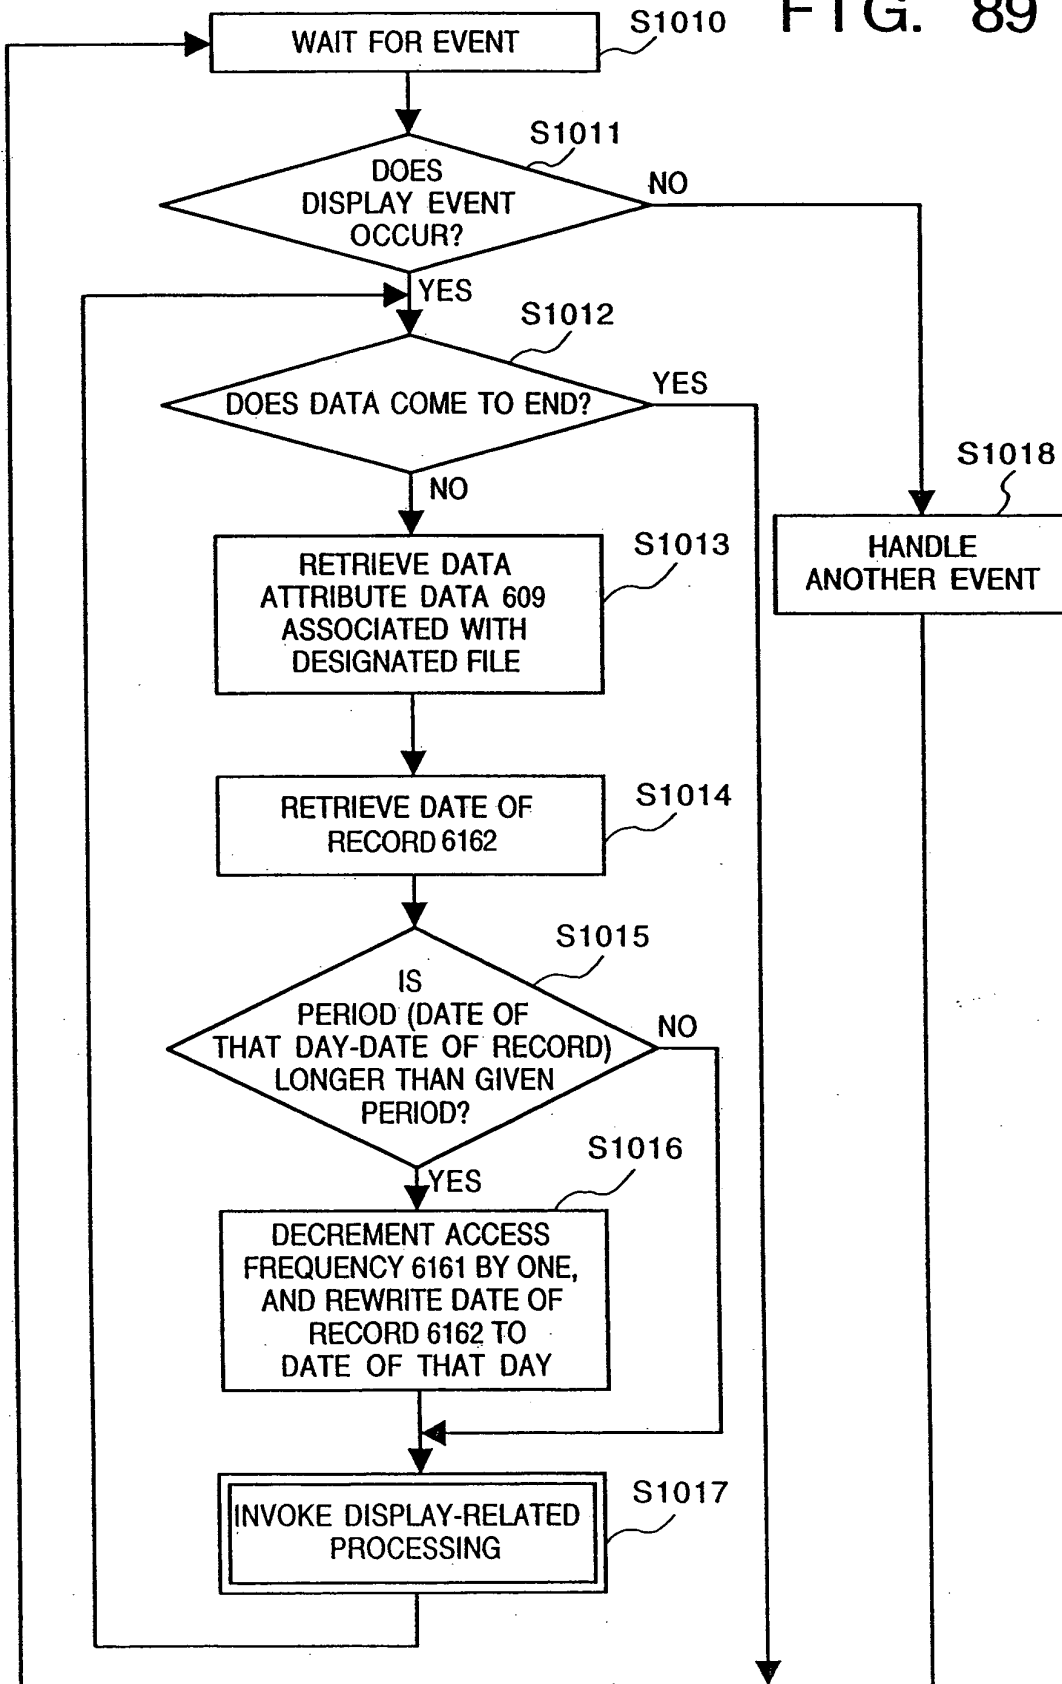 FIG. 89
S1010
WAIT FOR EVENT
S1011
DOES
DISPLAY EVENT
OCCUR?
NO
YES
S1012
DOES DATA COME TO END?
YES
NO
S1018
HANDLE
ANOTHER EVENT
S1013
RETRIEVE DATA
ATTRIBUTE DATA 609
ASSOCIATED WITH
DESIGNATED FILE
S1014
RETRIEVE DATE OF
RECORD 6162
S1015
IS
PERIOD (DATE OF
THAT DAY-DATE OF RECORD)
LONGER THAN GIVEN
PERIOD?
NO
YES
S1016
DECREMENT ACCESS
FREQUENCY 6161 BY ONE,
AND REWRITE DATE OF
RECORD 6162 TO
DATE OF THAT DAY
S1017
INVOKE DISPLAY-RELATED
PROCESSING